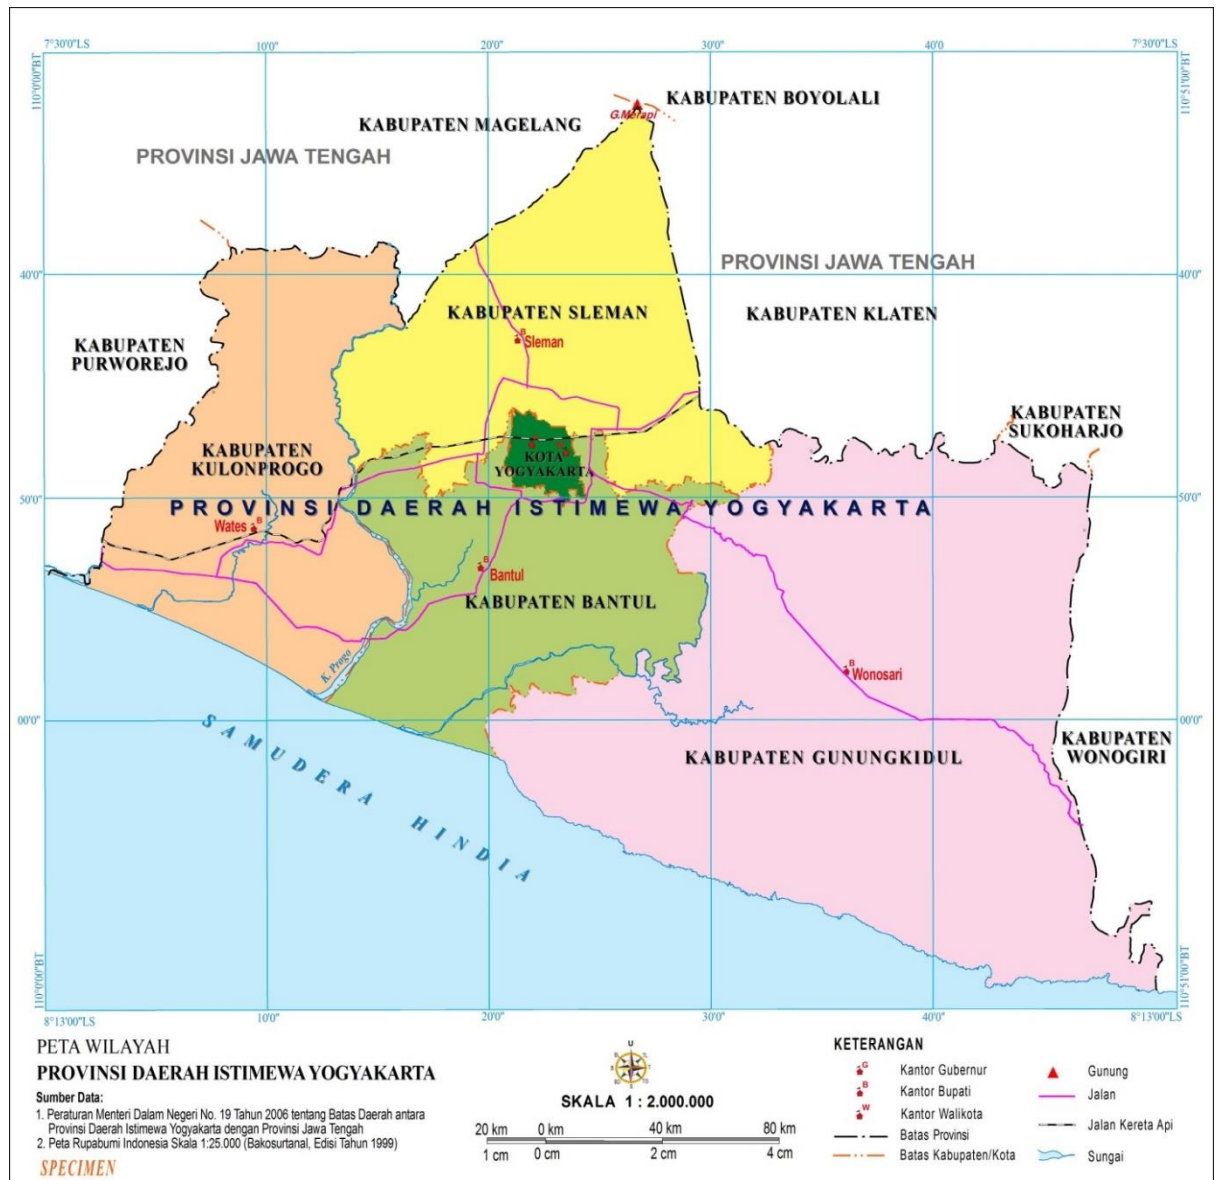 7°30'0"LS 10'0" 20'0" 30'0" 40'0" 7°30'0"LS
110°0'00"BT
110°51'00"BT
KABUPATEN BOYOLALI
G.Merapi
KABUPATEN MAGELANG
PROVINSI JAWA TENGAH
PROVINSI JAWA TENGAH
40'0"
40'0"
KABUPATEN SLEMAN
KABUPATEN KLATEN
B
Sleman
KABUPATEN
PURWOREJO
KABUPATEN
SUKOHARJO
KABUPATEN
KULONPROGO
KOTA
YOGYAKARTA
50'0"
50'0"
PROVINSI DAERAH ISTIMEWA YOGYAKARTA
B
Wates
B
Bantul
KABUPATEN BANTUL
K. Progo
B
Wonosari
00'0"
00'0"
SAMUDERA HINDIA
KABUPATEN GUNUNGKIDUL
KABUPATEN
WONOGIRI
110°0'00"BT
110°51'00"BT
8°13'00"LS 10'0" 20'0" 30'0" 40'0" 8°13'00"LS
PETA WILAYAH
PROVINSI DAERAH ISTIMEWA YOGYAKARTA
Sumber Data:
1. Peraturan Menteri Dalam Negeri No. 19 Tahun 2006 tentang Batas Daerah antara
Provinsi Daerah Istimewa Yogyakarta dengan Provinsi Jawa Tengah
2. Peta Rupabumi Indonesia Skala 1:25.000 (Bakosurtanal, Edisi Tahun 1999)
SPECIMEN
U
SKALA 1 : 2.000.000
20 km 0 km 40 km 80 km
1 cm 0 cm 2 cm 4 cm
KETERANGAN
G Kantor Gubernur
B Kantor Bupati
W Kantor Walikota
Batas Provinsi
Batas Kabupaten/Kota
Gunung
Jalan
Jalan Kereta Api
Sungai